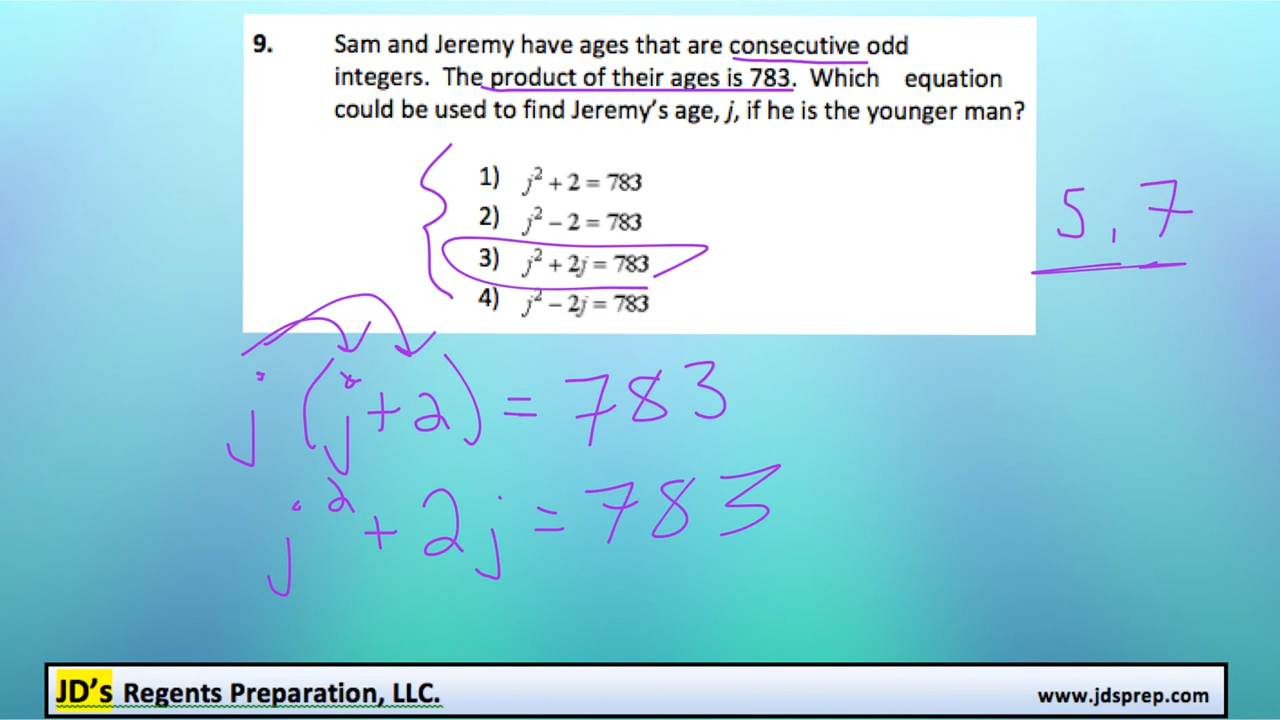 9. Sam and Jeremy have ages that are consecutive odd
integers. The product of their ages is 783. Which equation
could be used to find Jeremy's age, j, if he is the younger man?
1) j² + 2 = 783
2) j² − 2 = 783
3) j² + 2j = 783
4) j² − 2j = 783
5, 7
j (j + 2) = 783
j² + 2j = 783
JD's Regents Preparation, LLC.
www.jdsprep.com